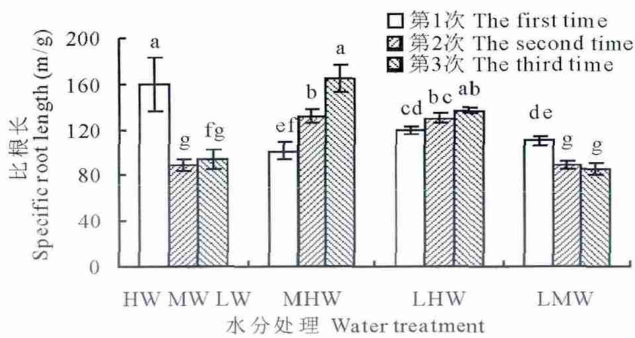 第1次 The first time
第2次 The second time
第3次 The third time
比根长
Specific root length (m/g)
200
160
120
80
40
0
a
g
fg
ef
b
a
cd
bc
ab
de
g
g
HW MW LW
MHW
LHW
LMW
水分处理 Water treatment